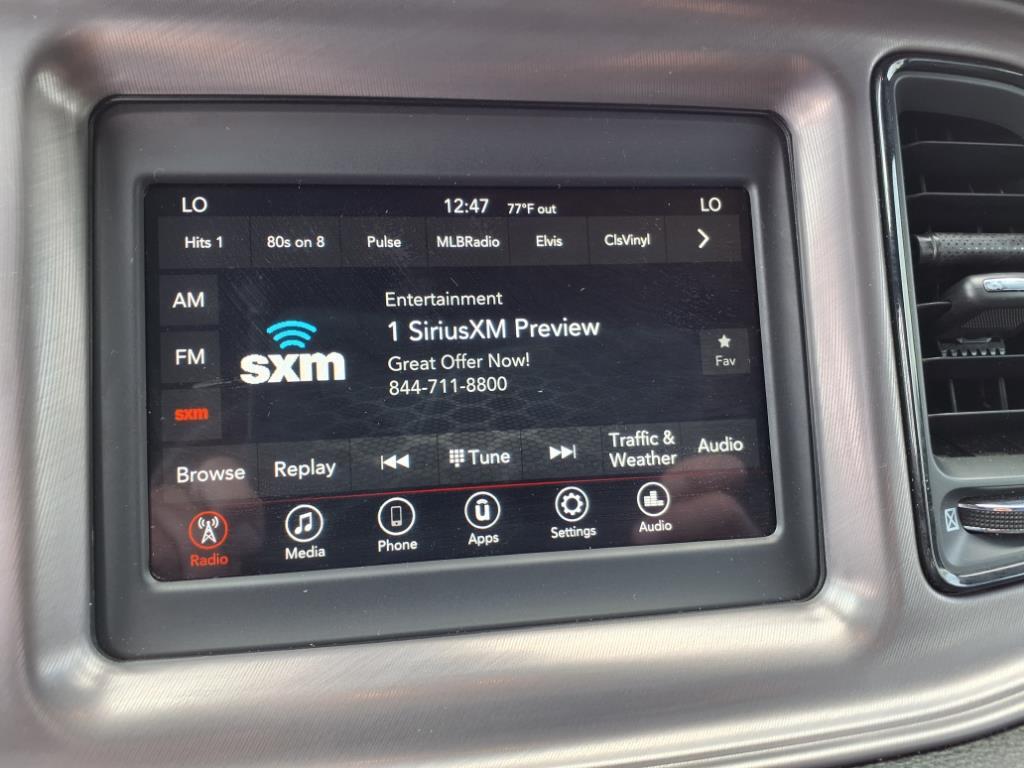 LO 12:47 77°F out LO
Hits 1 80s on 8 Pulse MLBRadio Elvis ClsVinyl
AM
Entertainment
1 SiriusXM Preview
FM
sxm
Great Offer Now!
844-711-8800
Fav
sxm
Browse Replay Tune Traffic &
Weather Audio
Radio Media Phone Apps Settings Audio